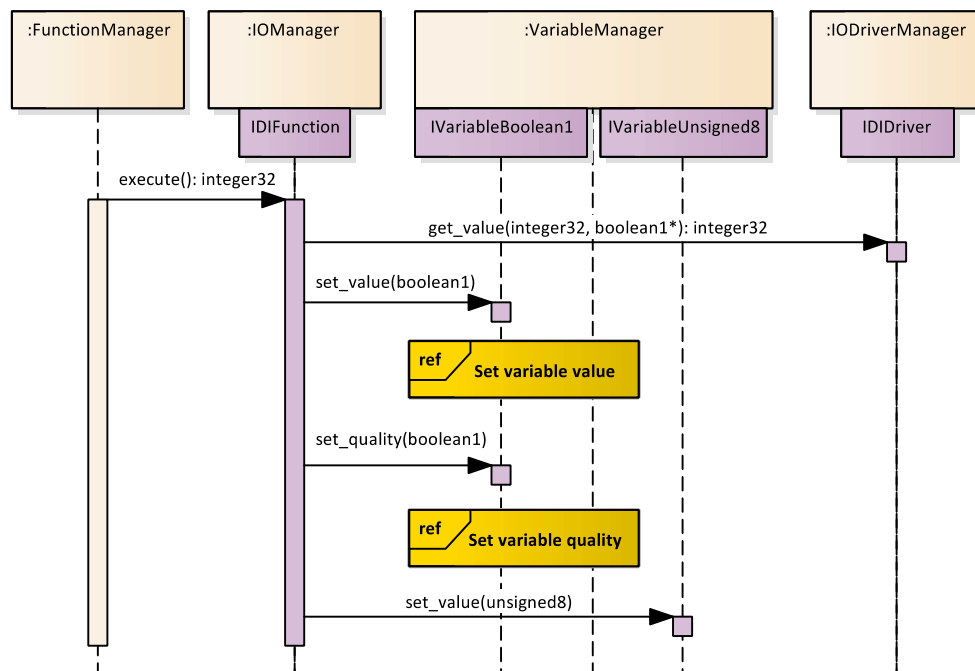 :FunctionManager
:IOManager
:VariableManager
:IODriverManager
IDIFunction
IVariableBoolean1
IVariableUnsigned8
IDIDriver
execute(): integer32
get_value(integer32, boolean1*): integer32
set_value(boolean1)
ref
Set variable value
set_quality(boolean1)
ref
Set variable quality
set_value(unsigned8)